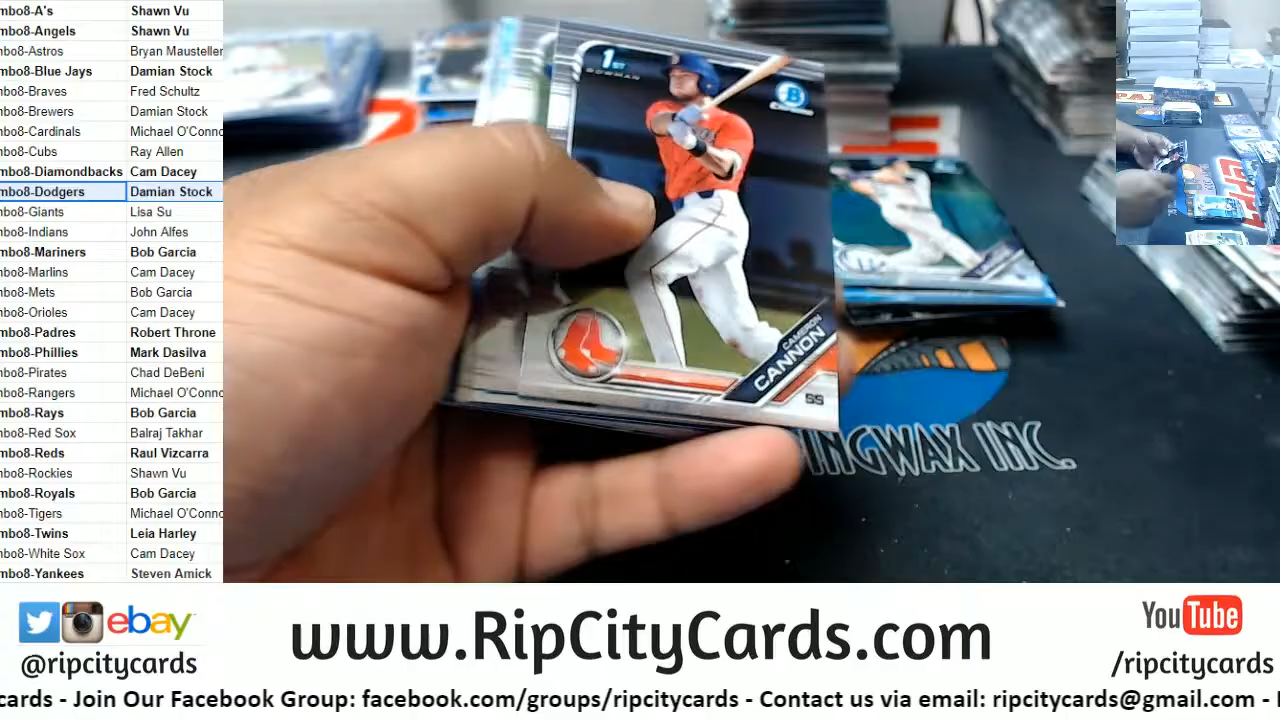 mbo8-A's Shawn Vu
mbo8-Angels Shawn Vu
mbo8-Astros Bryan Mausteller
mbo8-Blue Jays Damian Stock
mbo8-Braves Fred Schultz
mbo8-Brewers Damian Stock
mbo8-Cardinals Michael O'Conno
mbo8-Cubs Ray Allen
mbo8-Diamondbacks Cam Dacey
mbo8-Dodgers Damian Stock
mbo8-Giants Lisa Su
mbo8-Indians John Alfes
mbo8-Mariners Bob Garcia
mbo8-Marlins Cam Dacey
mbo8-Mets Bob Garcia
mbo8-Orioles Cam Dacey
mbo8-Padres Robert Throne
mbo8-Phillies Mark Dasilva
mbo8-Pirates Chad DeBeni
mbo8-Rangers Michael O'Conno
mbo8-Rays Bob Garcia
mbo8-Red Sox Balraj Takhar
mbo8-Reds Raul Vizcarra
mbo8-Rockies Shawn Vu
mbo8-Royals Bob Garcia
mbo8-Tigers Michael O'Conno
mbo8-Twins Leia Harley
mbo8-White Sox Cam Dacey
mbo8-Yankees Steven Amick
1ST
BOWMAN
B
CAMERON
CANNON
SS
INGWAX INC.
ebay
@ripcitycards
www.RipCityCards.com
YouTube
/ripcitycards
cards - Join Our Facebook Group: facebook.com/groups/ripcitycards - Contact us via email: ripcitycards@gmail.com -